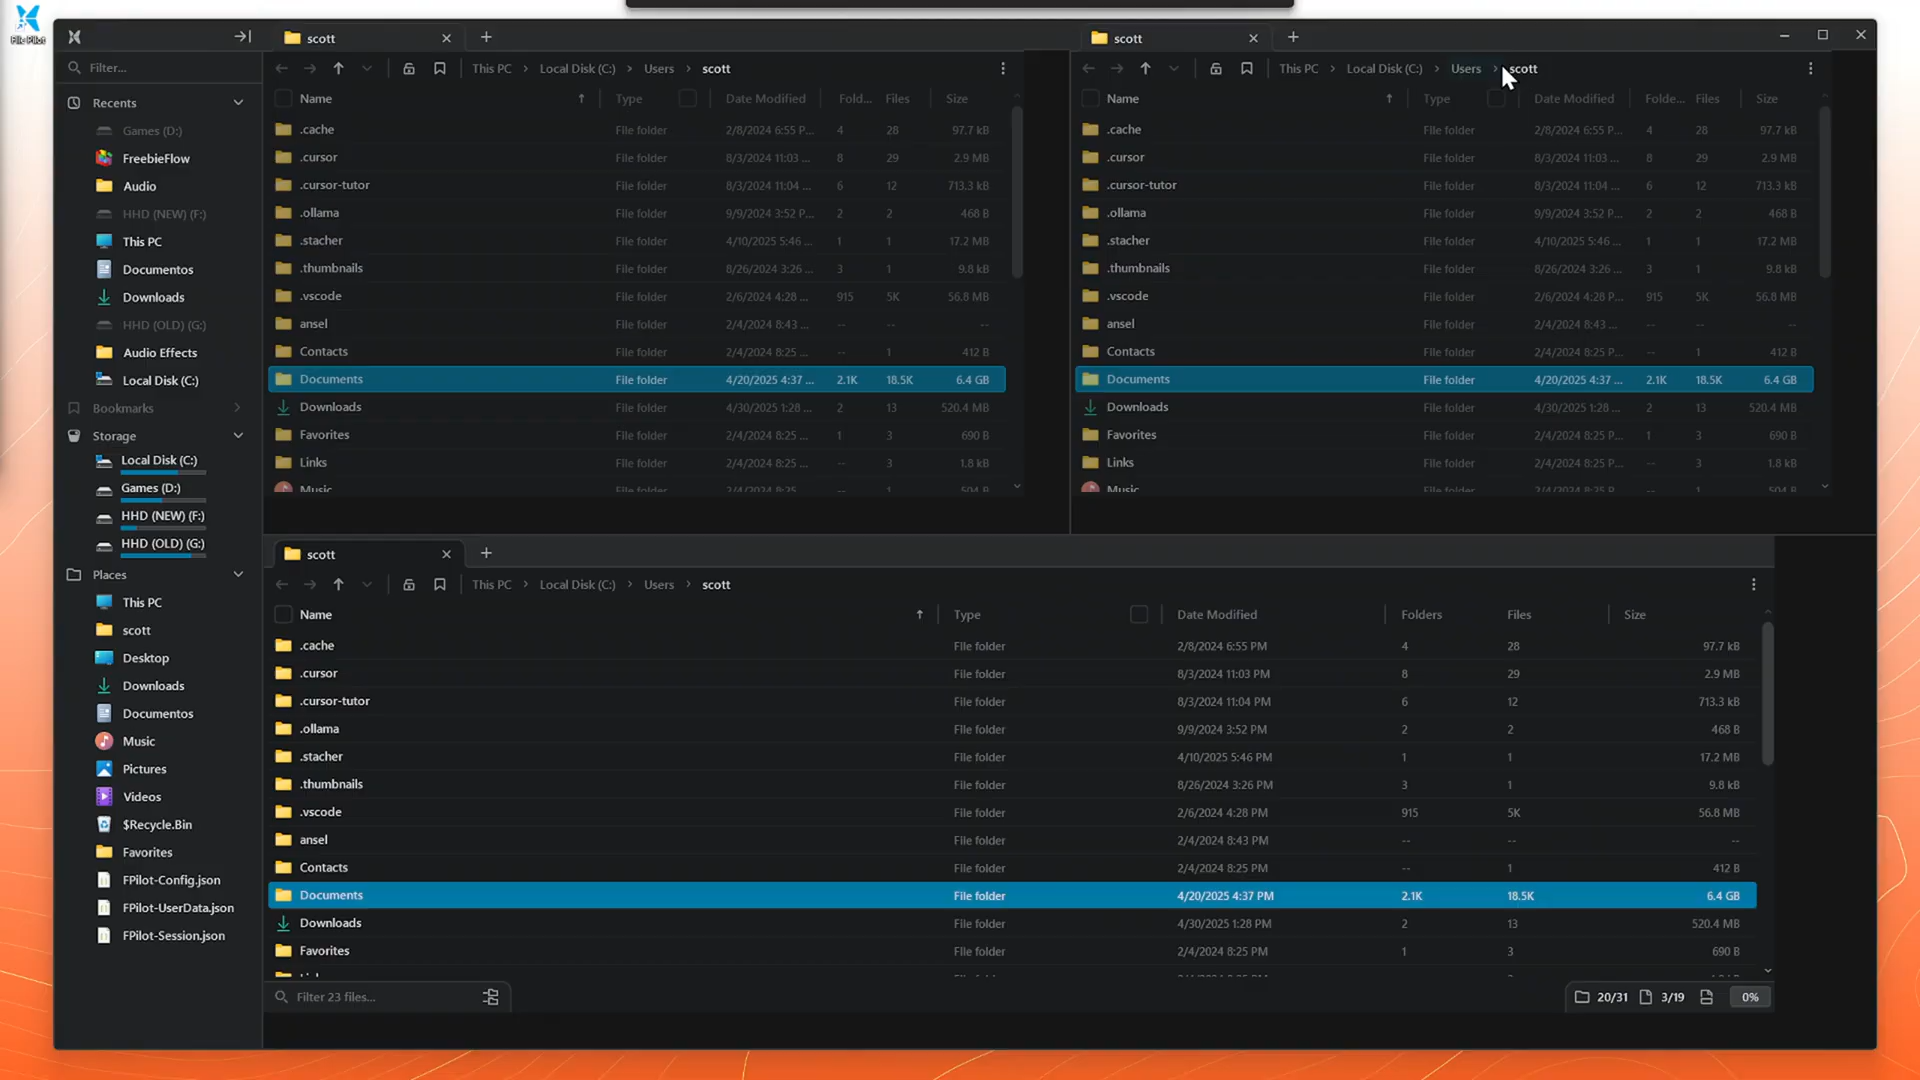 File Pilot
Filter...
Recents
Games (D:)
FreebieFlow
Audio
HHD (NEW) (F:)
This PC
Documentos
Downloads
HHD (OLD) (G:)
Audio Effects
Local Disk (C:)
Bookmarks
Storage
Local Disk (C:)
Games (D:)
HHD (NEW) (F:)
HHD (OLD) (G:)
Places
This PC
scott
Desktop
Downloads
Documentos
Music
Pictures
Videos
$Recycle.Bin
Favorites
FPilot-Config.json
FPilot-UserData.json
FPilot-Session.json
scott
This PC > Local Disk (C:) > Users > scott
Name Type Date Modified Fold... Files Size
.cache File folder 2/8/2024 6:55 P... 4 28 97.7 kB
.cursor File folder 8/3/2024 11:03 ... 8 29 2.9 MB
.cursor-tutor File folder 8/3/2024 11:04 ... 6 12 713.3 kB
.ollama File folder 9/9/2024 3:52 P... 2 2 468 B
.stacher File folder 4/10/2025 5:46 ... 1 1 17.2 MB
.thumbnails File folder 8/26/2024 3:26 ... 3 1 9.8 kB
.vscode File folder 2/6/2024 4:28 ... 915 5K 56.8 MB
ansel File folder 2/4/2024 8:43 ... -- -- --
Contacts File folder 2/4/2024 8:25 ... -- 1 412 B
Documents File folder 4/20/2025 4:37 ... 2.1K 18.5K 6.4 GB
Downloads File folder 4/30/2025 1:28 ... 2 13 520.4 MB
Favorites File folder 2/4/2024 8:25 ... 1 3 690 B
Links File folder 2/4/2024 8:25 ... -- 3 1.8 kB
Music File folder 2/4/2024 8:25 -- 1 504 B
scott
This PC > Local Disk (C:) > Users > scott
Name Type Date Modified Folde... Files Size
.cache File folder 2/8/2024 6:55 P... 4 28 97.7 kB
.cursor File folder 8/3/2024 11:03 ... 8 29 2.9 MB
.cursor-tutor File folder 8/3/2024 11:04 ... 6 12 713.3 kB
.ollama File folder 9/9/2024 3:52 P... 2 2 468 B
.stacher File folder 4/10/2025 5:46 ... 1 1 17.2 MB
.thumbnails File folder 8/26/2024 3:26 ... 3 1 9.8 kB
.vscode File folder 2/6/2024 4:28 P... 915 5K 56.8 MB
ansel File folder 2/4/2024 8:43 ... -- -- --
Contacts File folder 2/4/2024 8:25 P... -- 1 412 B
Documents File folder 4/20/2025 4:37 ... 2.1K 18.5K 6.4 GB
Downloads File folder 4/30/2025 1:28 ... 2 13 520.4 MB
Favorites File folder 2/4/2024 8:25 P... 1 3 690 B
Links File folder 2/4/2024 8:25 P... -- 3 1.8 kB
Music File folder 2/4/2024 8:25 P -- 1 504 B
scott
This PC > Local Disk (C:) > Users > scott
Name Type Date Modified Folders Files Size
.cache File folder 2/8/2024 6:55 PM 4 28 97.7 kB
.cursor File folder 8/3/2024 11:03 PM 8 29 2.9 MB
.cursor-tutor File folder 8/3/2024 11:04 PM 6 12 713.3 kB
.ollama File folder 9/9/2024 3:52 PM 2 2 468 B
.stacher File folder 4/10/2025 5:46 PM 1 1 17.2 MB
.thumbnails File folder 8/26/2024 3:26 PM 3 1 9.8 kB
.vscode File folder 2/6/2024 4:28 PM 915 5K 56.8 MB
ansel File folder 2/4/2024 8:43 PM -- -- --
Contacts File folder 2/4/2024 8:25 PM -- 1 412 B
Documents File folder 4/20/2025 4:37 PM 2.1K 18.5K 6.4 GB
Downloads File folder 4/30/2025 1:28 PM 2 13 520.4 MB
Favorites File folder 2/4/2024 8:25 PM 1 3 690 B
Filter 23 files... 20/31 3/19 0%